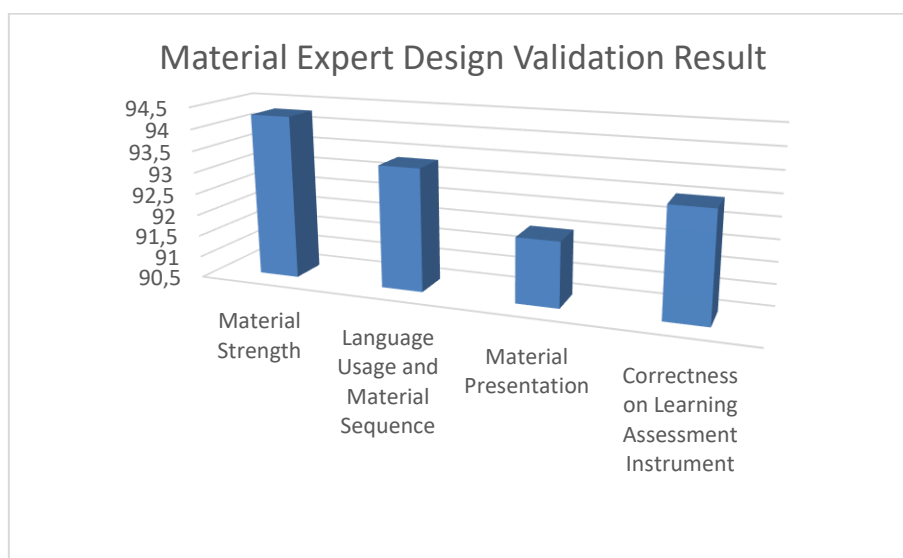 Material Expert Design Validation Result
94,5
94
93,5
93
92,5
92
91,5
91
90,5
Material
Strength
Language
Usage and
Material
Sequence
Material
Presentation
Correctness
on Learning
Assessment
Instrument